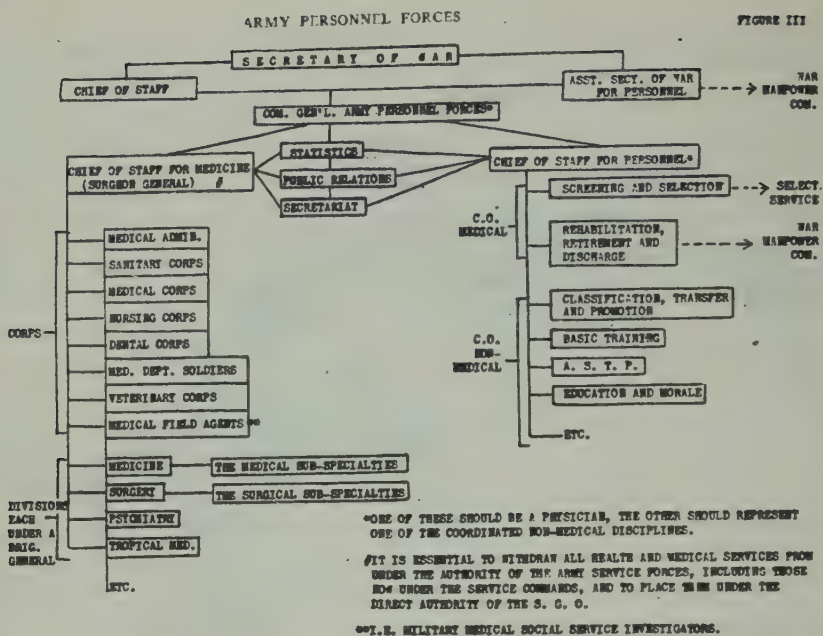 ARMY PERSONNEL FORCES
FIGURE III
SECRETARY OF WAR
CHIEF OF STAFF
ASST. SECY. OF WAR
FOR PERSONNEL
WAR
MANPOWER
COM.
COM. GEN'L. ARMY PERSONNEL FORCES*
CHIEF OF STAFF FOR MEDICINE
(SURGEON GENERAL) #
STATISTICS
PUBLIC RELATIONS
SECRETARIAT
CHIEF OF STAFF FOR PERSONNEL*
C.O.
MEDICAL
SCREENING AND SELECTION
SELECT.
SERVICE
REHABILITATION,
RETIREMENT AND
DISCHARGE
WAR
MANPOWER
COM.
C.O.
NON-
MEDICAL
CLASSIFICATION, TRANSFER
AND PROMOTION
BASIC TRAINING
A. S. T. P.
EDUCATION AND MORALE
ETC.
CORPS
MEDICAL ADMIN.
SANITARY CORPS
MEDICAL CORPS
NURSING CORPS
DENTAL CORPS
MED. DEPT. SOLDIERS
VETERINARY CORPS
MEDICAL FIELD AGENTS **
DIVISIONS
EACH
UNDER A
BRIG.
GENERAL
MEDICINE
THE MEDICAL SUB-SPECIALTIES
SURGERY
THE SURGICAL SUB-SPECIALTIES
PSYCHIATRY
TROPICAL MED.
ETC.
*ONE OF THESE SHOULD BE A PHYSICIAN, THE OTHER SHOULD REPRESENT
ONE OF THE COORDINATED NON-MEDICAL DISCIPLINES.
#IT IS ESSENTIAL TO WITHDRAW ALL HEALTH AND MEDICAL SERVICES FROM
UNDER THE AUTHORITY OF THE ARMY SERVICE FORCES, INCLUDING THOSE
NOW UNDER THE SERVICE COMMANDS, AND TO PLACE THEM UNDER THE
DIRECT AUTHORITY OF THE S. G. O.
**I.E. MILITARY MEDICAL SOCIAL SERVICE INVESTIGATORS.